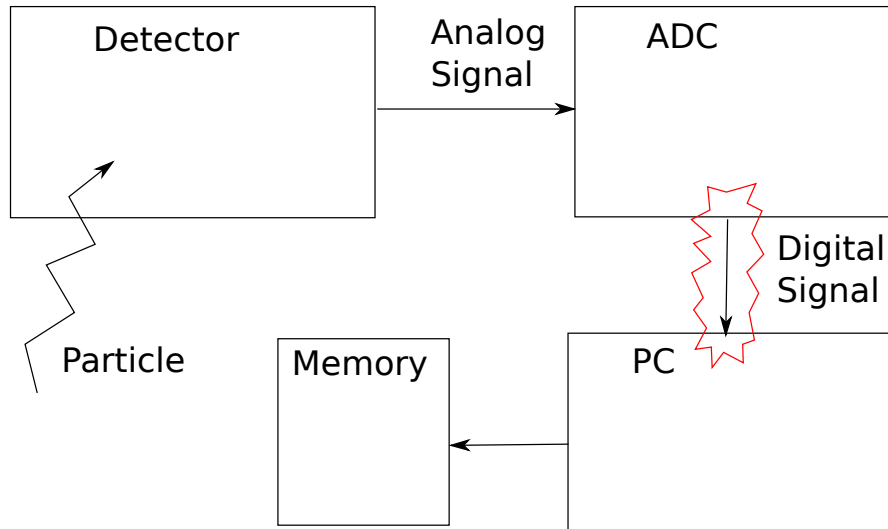 Detector
Analog
Signal
ADC
Digital
Signal
Particle
Memory
PC